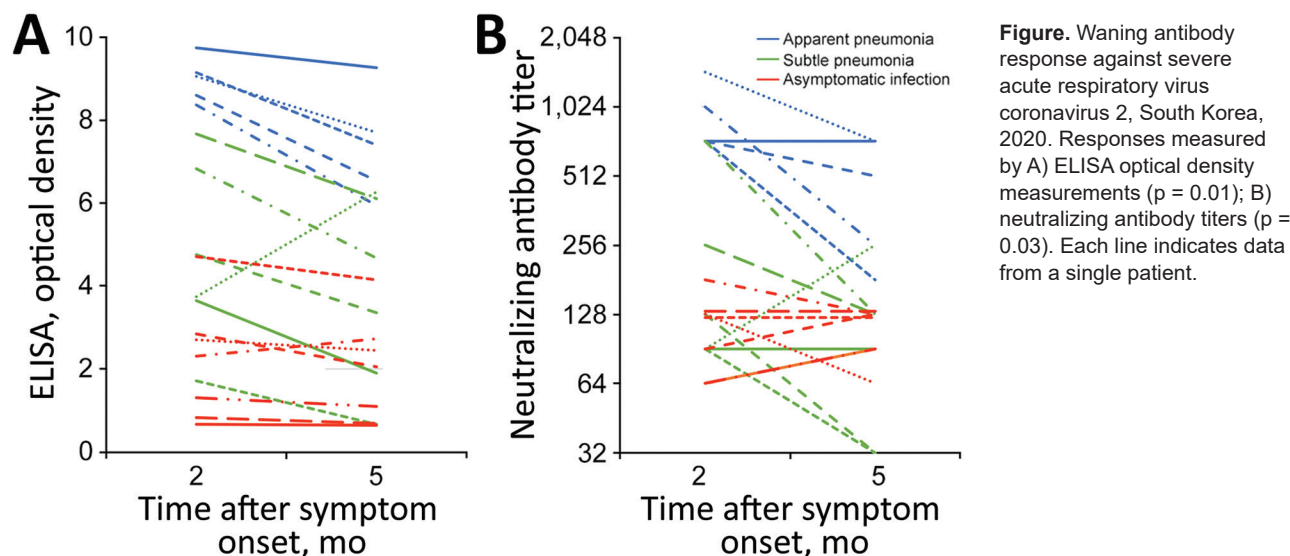 A
10
8
6
4
2
0
ELISA, optical density
2
5
Time after symptom
onset, mo
B
2,048
1,024
512
256
128
64
32
Neutralizing antibody titer
Apparent pneumonia
Subtle pneumonia
Asymptomatic infection
2
5
Time after symptom
onset, mo
Figure. Waning antibody
response against severe
acute respiratory virus
coronavirus 2, South Korea,
2020. Responses measured
by A) ELISA optical density
measurements (p = 0.01); B)
neutralizing antibody titers (p =
0.03). Each line indicates data
from a single patient.